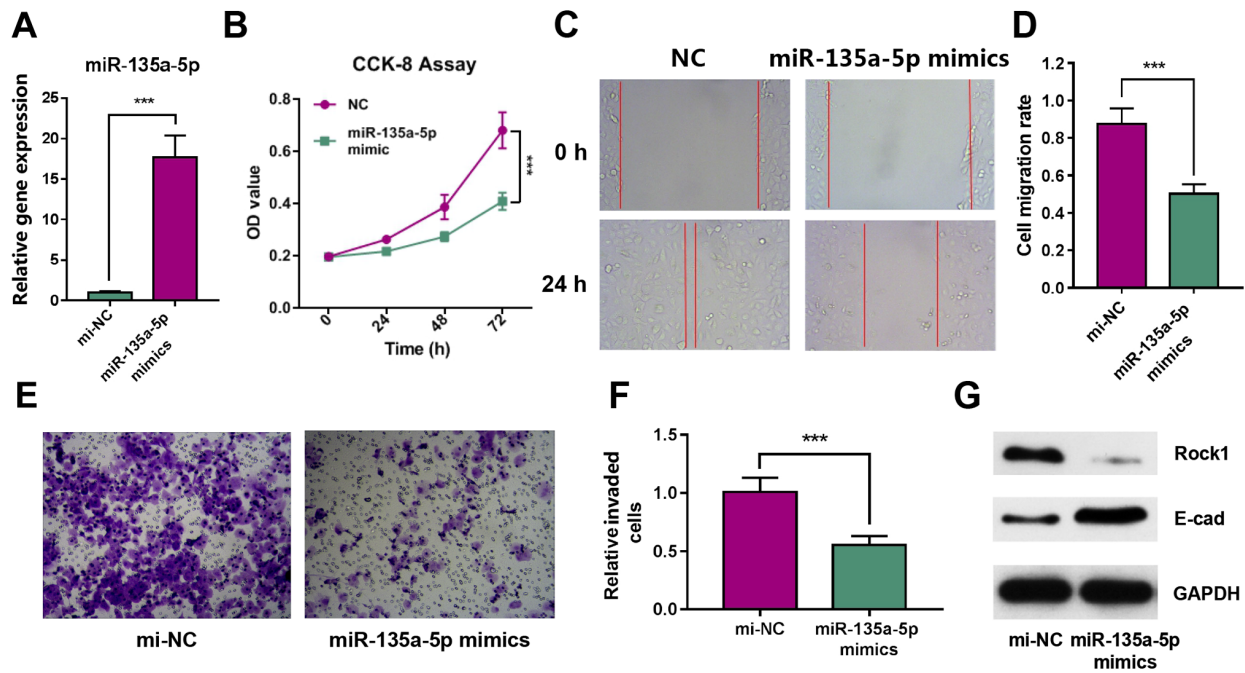 A
miR-135a-5p
Relative gene expression
25
20
15
10
5
0
***
mi-NC
miR-135a-5p
mimics
B
CCK-8 Assay
NC
miR-135a-5p
mimic
OD value
0.8
0.6
0.4
0.2
0.0
***
0
24
48
72
Time (h)
C
NC
miR-135a-5p mimics
0 h
24 h
D
Cell migration rate
1.2
1.0
0.8
0.6
0.4
0.2
0.0
***
mi-NC
miR-135a-5p
mimics
E
mi-NC
miR-135a-5p mimics
F
Relative invaded
cells
1.5
1.0
0.5
0.0
***
mi-NC
miR-135a-5p
mimics
G
Rock1
E-cad
GAPDH
mi-NC
miR-135a-5p
mimics